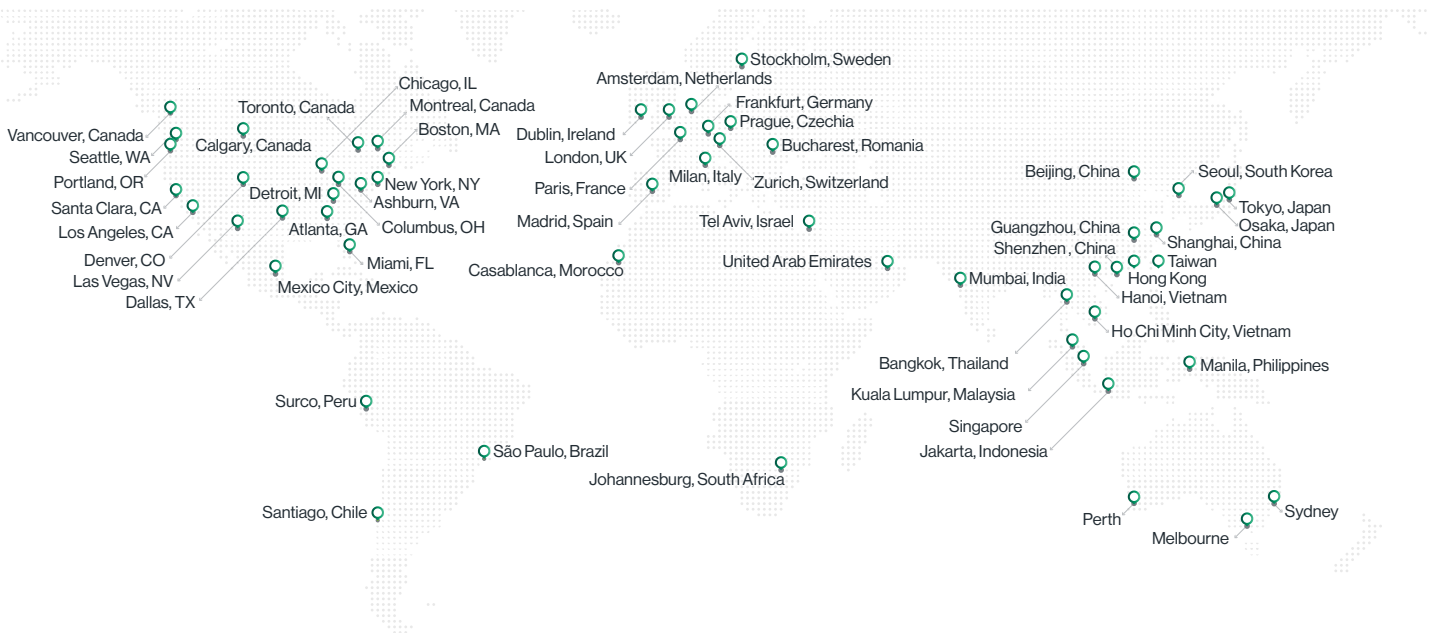 Stockholm, Sweden
Amsterdam, Netherlands
Chicago, IL
Toronto, Canada
Montreal, Canada
Frankfurt, Germany
Prague, Czechia
Boston, MA
Vancouver, Canada
Dublin, Ireland
Calgary, Canada
Bucharest, Romania
Seattle, WA
London, UK
Beijing, China
Seoul, South Korea
Milan, Italy
Portland, OR
Zurich, Switzerland
New York, NY
Paris, France
Detroit, MI
Ashburn, VA
Santa Clara, CA
Tokyo, Japan
Madrid, Spain
Tel Aviv, Israel
Osaka, Japan
Columbus, OH
Guangzhou, China
Atlanta, GA
Los Angeles, CA
Shanghai, China
Shenzhen , China
Denver, CO
Miami, FL
United Arab Emirates
Taiwan
Casablanca, Morocco
Mumbai, India
Hong Kong
Las Vegas, NV
Mexico City, Mexico
Hanoi, Vietnam
Dallas, TX
Ho Chi Minh City, Vietnam
Bangkok, Thailand
Manila, Philippines
Kuala Lumpur, Malaysia
Surco, Peru
Singapore
São Paulo, Brazil
Jakarta, Indonesia
Johannesburg, South Africa
Santiago, Chile
Sydney
Perth
Melbourne